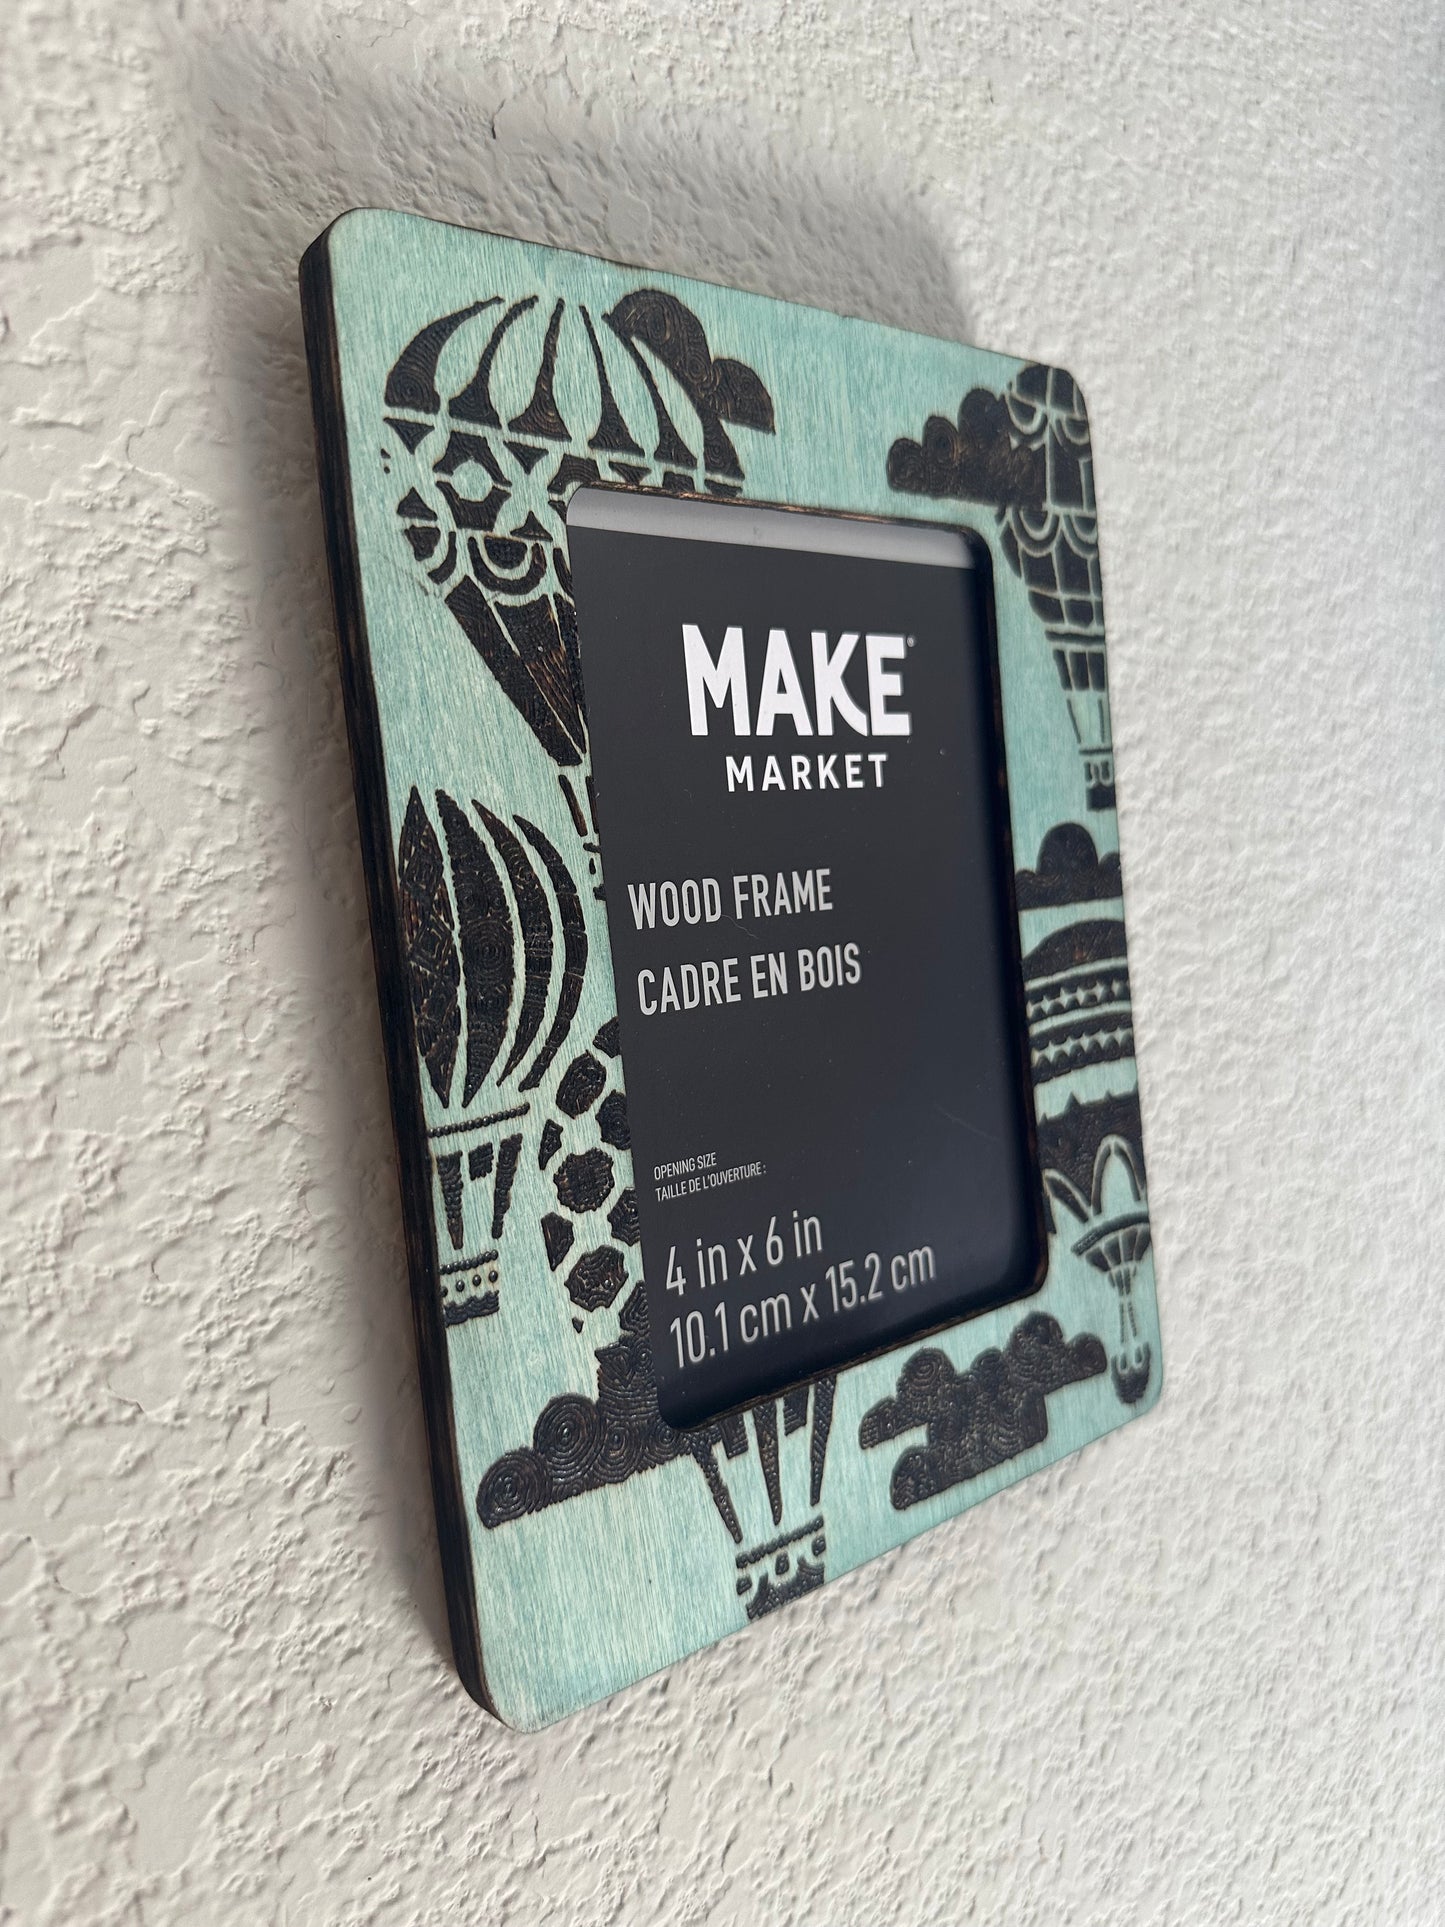 MAKE®
MARKET
WOOD FRAME
CADRE EN BOIS
OPENING SIZE
TAILLE DE L'OUVERTURE :
4 in x 6 in
10.1 cm x 15.2 cm